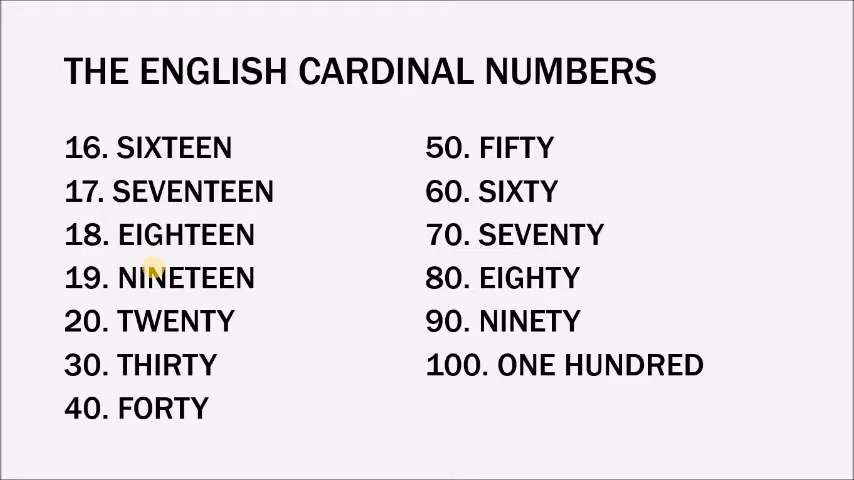 THE ENGLISH CARDINAL NUMBERS
16. SIXTEEN
17. SEVENTEEN
18. EIGHTEEN
19. NINETEEN
20. TWENTY
30. THIRTY
40. FORTY
50. FIFTY
60. SIXTY
70. SEVENTY
80. EIGHTY
90. NINETY
100. ONE HUNDRED